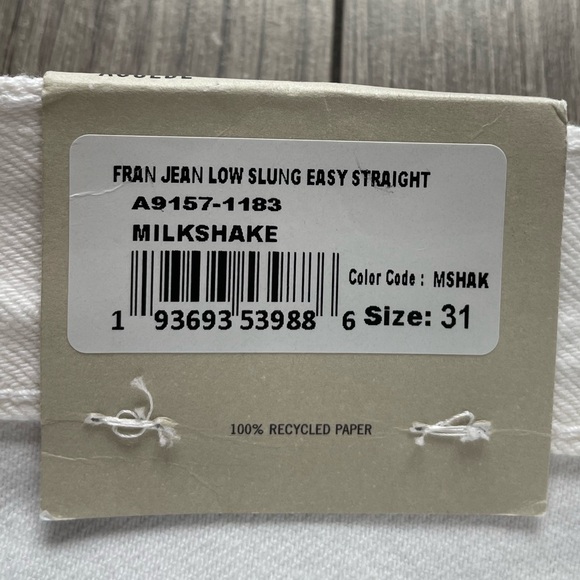 FRAN JEAN LOW SLUNG EASY STRAIGHT
A9157-1183
MILKSHAKE
Color Code : MSHAK
1 93693 53988 6 Size: 31
100% RECYCLED PAPER